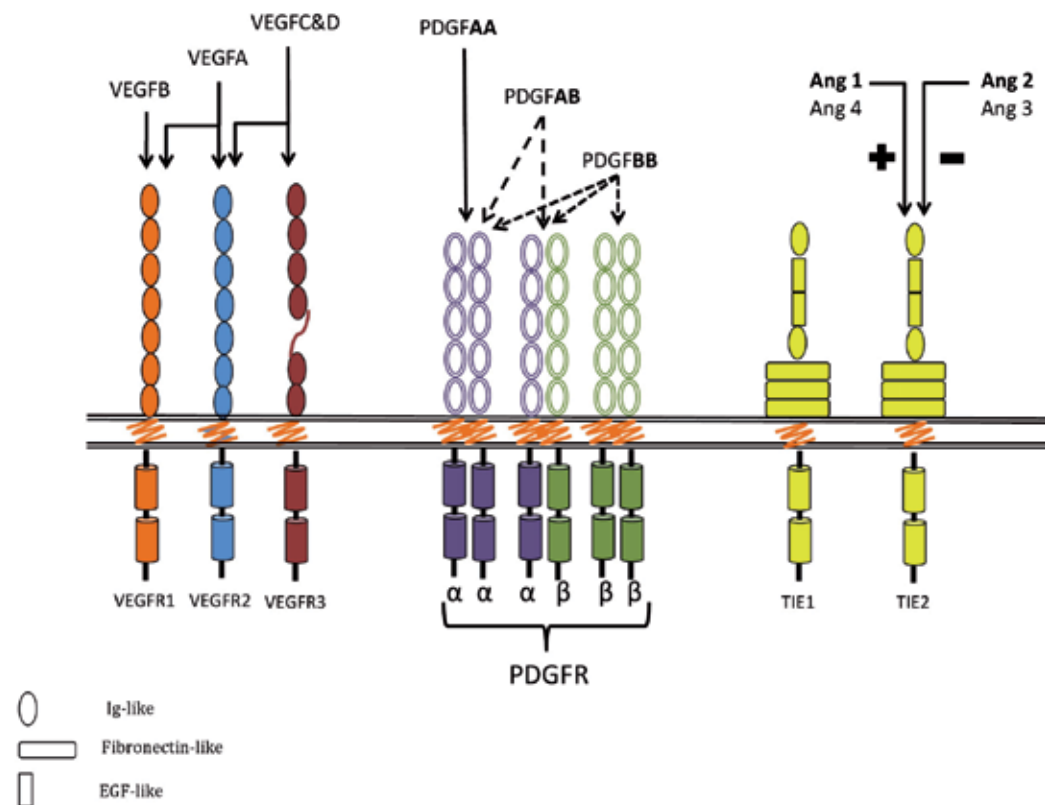 VEGFC&D
VEGFA
VEGFB
PDGFAA
PDGFAB
PDGFBB
Ang 1
Ang 4
Ang 2
Ang 3
+
-
VEGFR1
VEGFR2
VEGFR3
α
α
α
β
β
β
PDGFR
TIE1
TIE2
Ig-like
Fibronectin-like
EGF-like